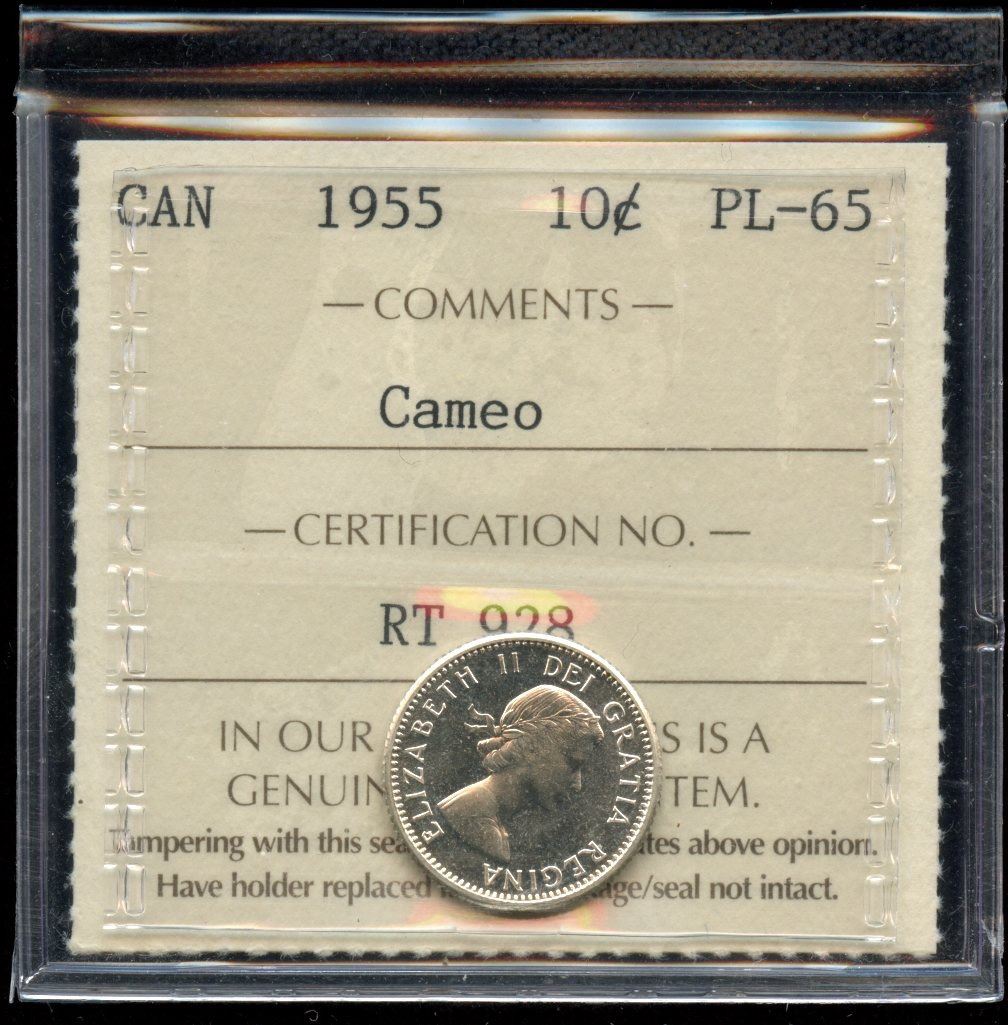 CAN 1955 10¢ PL-65
— COMMENTS —
Cameo
— CERTIFICATION NO. —
RT 928
ELIZABETH II DEI GRATIA REGINA
IN OUR S IS A
GENUIN TEM.
Tampering with this sea tes above opinion.
Have holder replaced age/seal not intact.